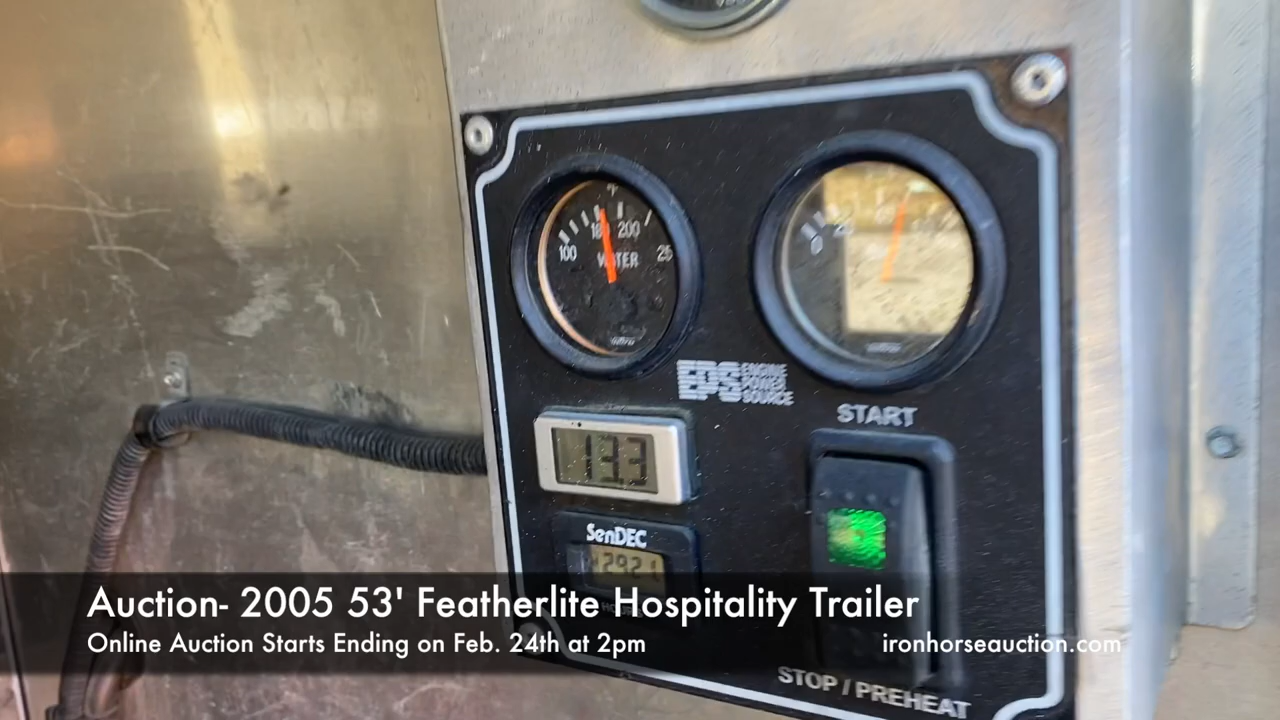 °F
100
200
WATER
0
EPS ENGINE
POWER
SOURCE
START
13.3
SenDEC
Auction- 2005 53' Featherlite Hospitality Trailer
Online Auction Starts Ending on Feb. 24th at 2pm
ironhorseauction.com
STOP / PREHEAT